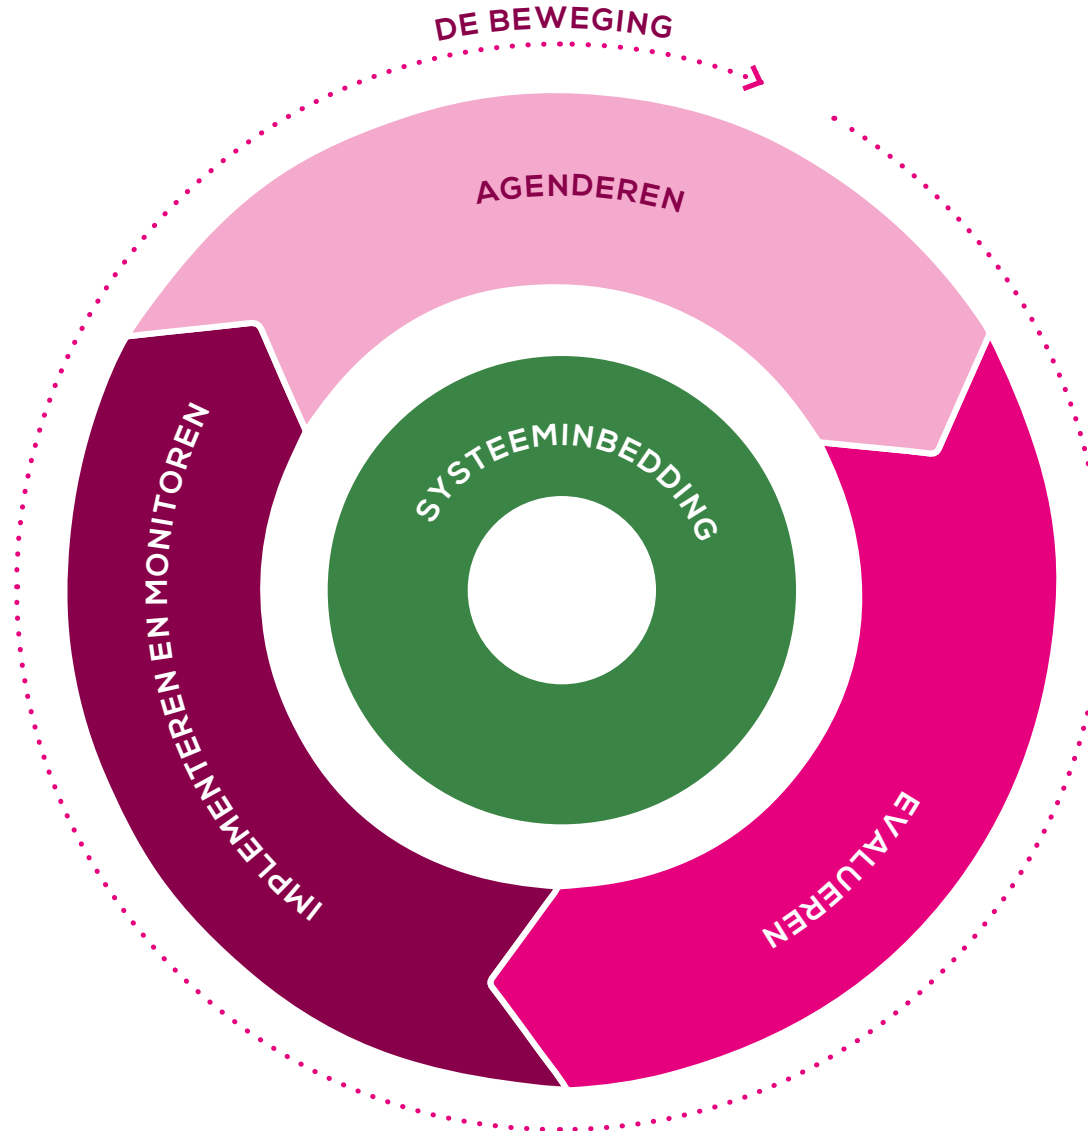 DE BEWEGING
AGENDEREN
SYSTEEMINBEDDING
IMPLEMENTEREN EN MONITOREN
EVALUEREN